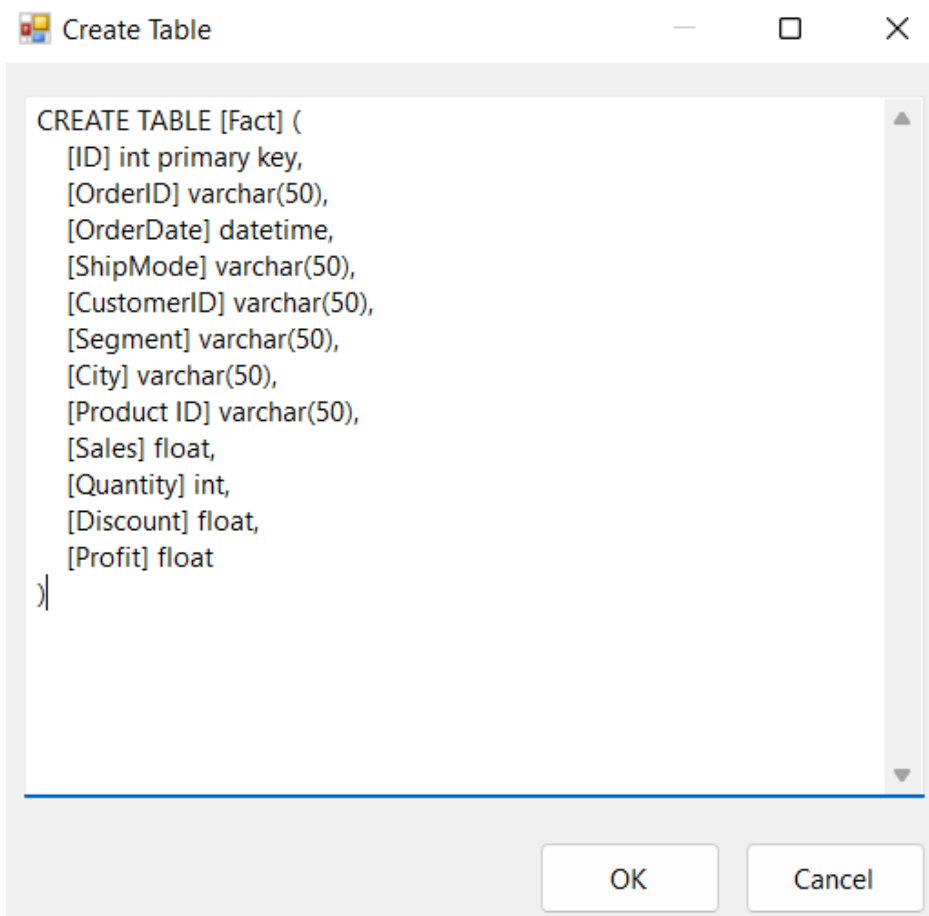 Create Table
CREATE TABLE [Fact] (
[ID] int primary key,
[OrderID] varchar(50),
[OrderDate] datetime,
[ShipMode] varchar(50),
[CustomerID] varchar(50),
[Segment] varchar(50),
[City] varchar(50),
[Product ID] varchar(50),
[Sales] float,
[Quantity] int,
[Discount] float,
[Profit] float
)
OK Cancel